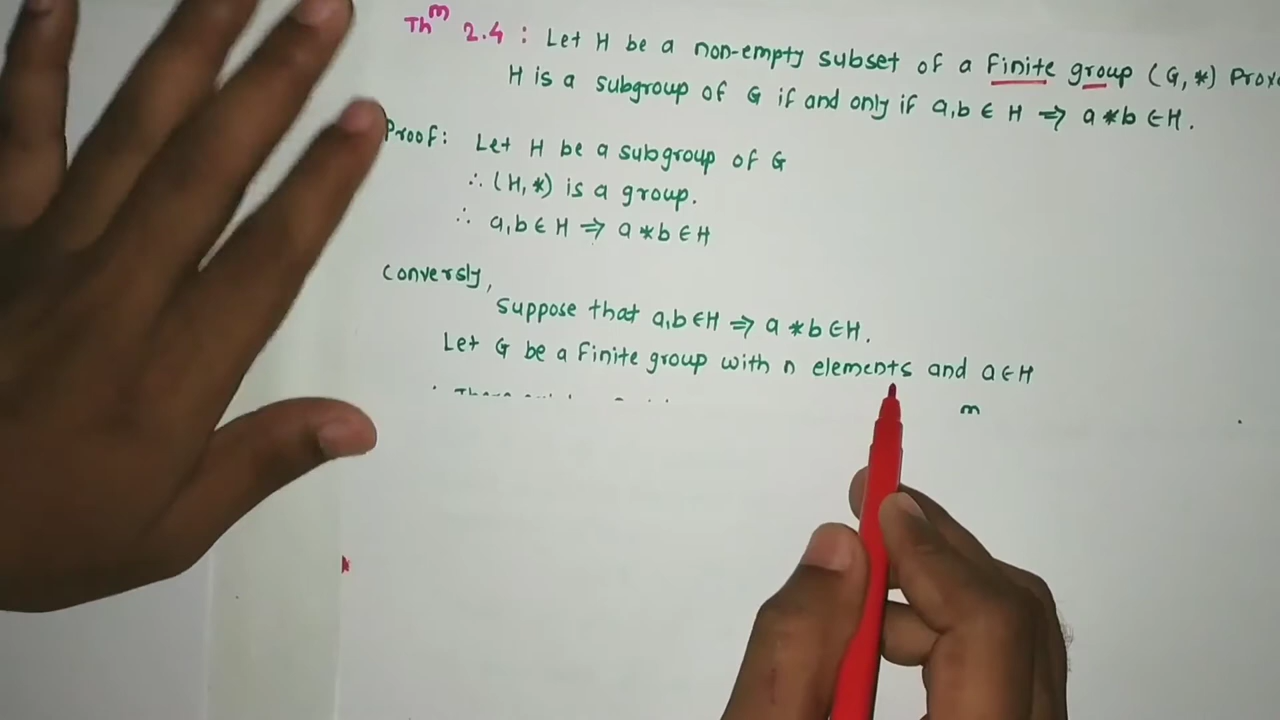 Thm 2.4 : Let H be a non-empty subset of a finite group (G, *)
H is a subgroup of G if and only if a,b ∈ H ⇒ a * b ∈ H.
Proof: Let H be a subgroup of G
∴ (H, *) is a group.
∴ a,b ∈ H ⇒ a * b ∈ H
Conversly,
Suppose that a,b ∈ H ⇒ a * b ∈ H.
Let G be a finite group with n elements and a ∈ H
m